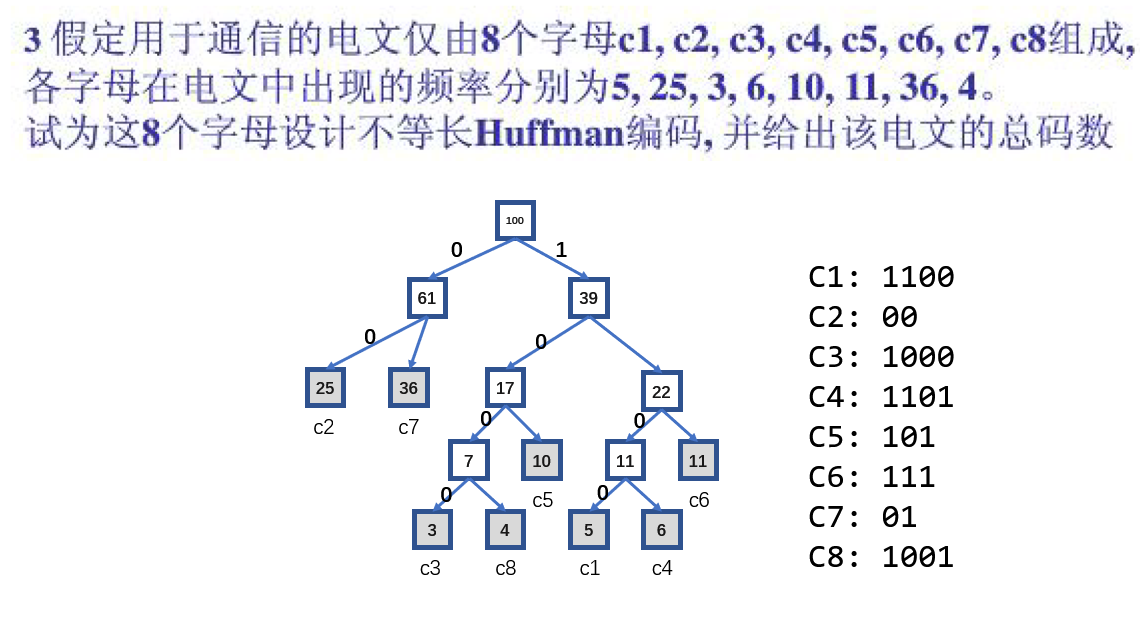 3 假定用于通信的电文仅由8个字母c1, c2, c3, c4, c5, c6, c7, c8组成,
各字母在电文中出现的频率分别为5, 25, 3, 6, 10, 11, 36, 4。
试为这8个字母设计不等长Huffman编码, 并给出该电文的总码数
100
0 1
61 39
0 0
25 36 17 22
c2 c7
0 0
7 10 11 11
c5 c6
0 0
3 4 5 6
c3 c8 c1 c4
C1: 1100
C2: 00
C3: 1000
C4: 1101
C5: 101
C6: 111
C7: 01
C8: 1001